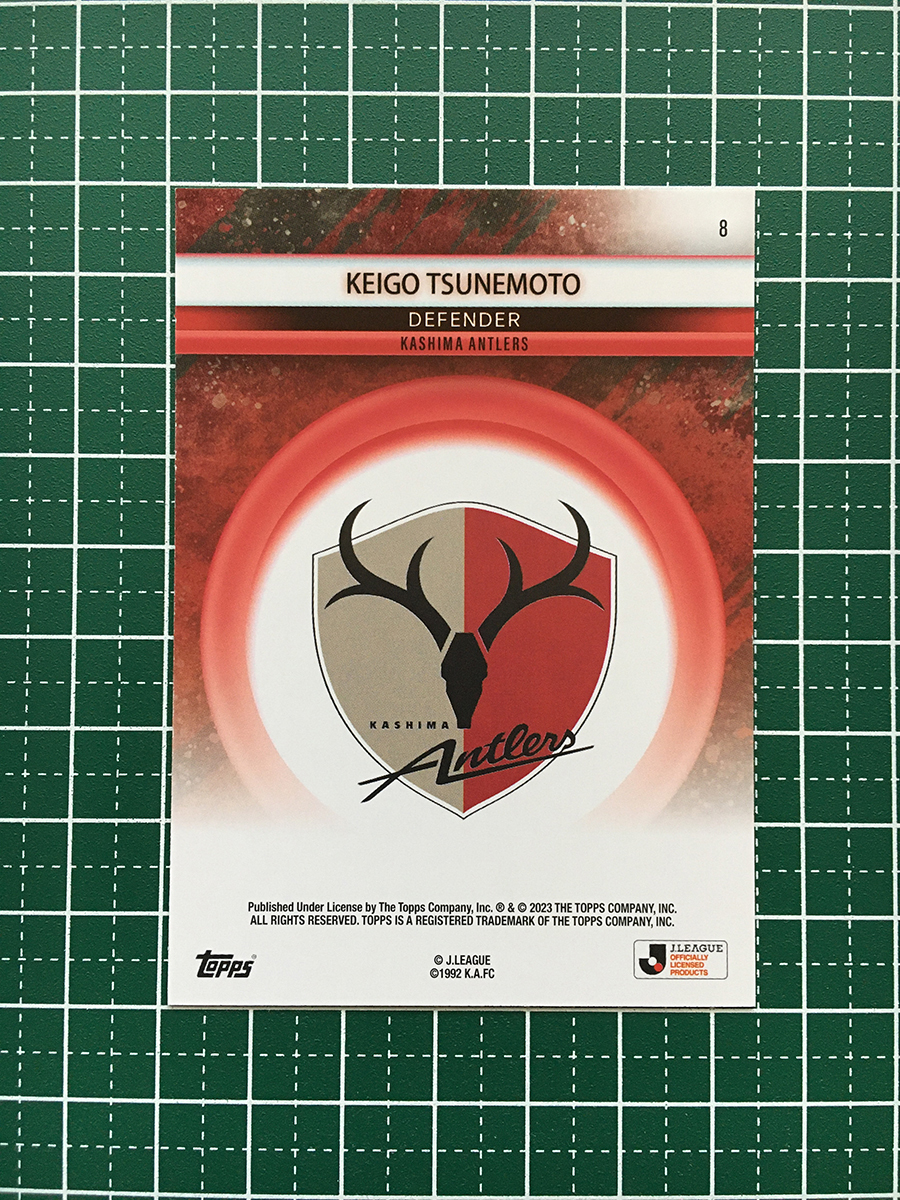 8
KEIGO TSUNEMOTO
DEFENDER
KASHIMA ANTLERS
KASHIMA
Antlers
Published Under License by The Topps Company, Inc. ® & © 2023 THE TOPPS COMPANY, INC.
ALL RIGHTS RESERVED. TOPPS IS A REGISTERED TRADEMARK OF THE TOPPS COMPANY, INC.
topps®
© J.LEAGUE
©1992 K.A.FC
J.LEAGUE
OFFICIALLY
LICENSED
PRODUCTS